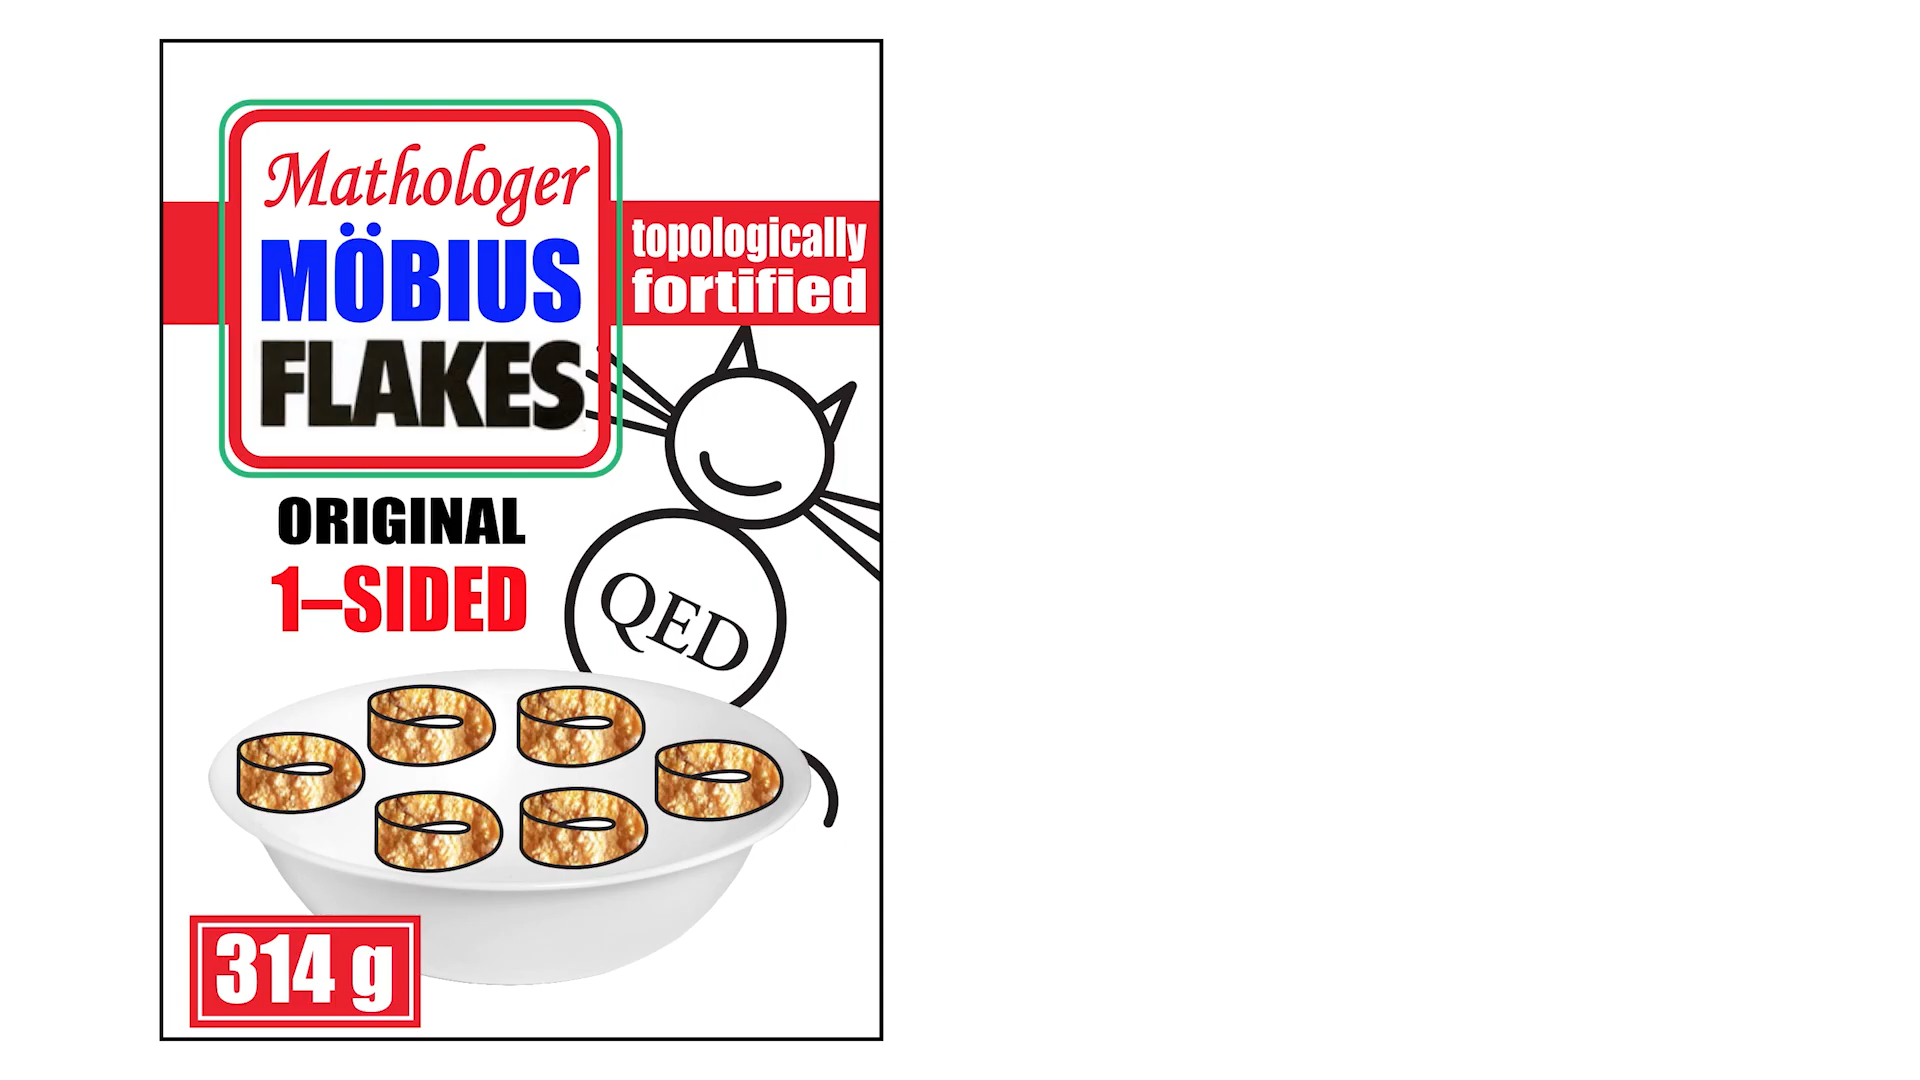 Mathologer
MÖBIUS
FLAKES
topologically
fortified
ORIGINAL
1–SIDED
QED
314 g